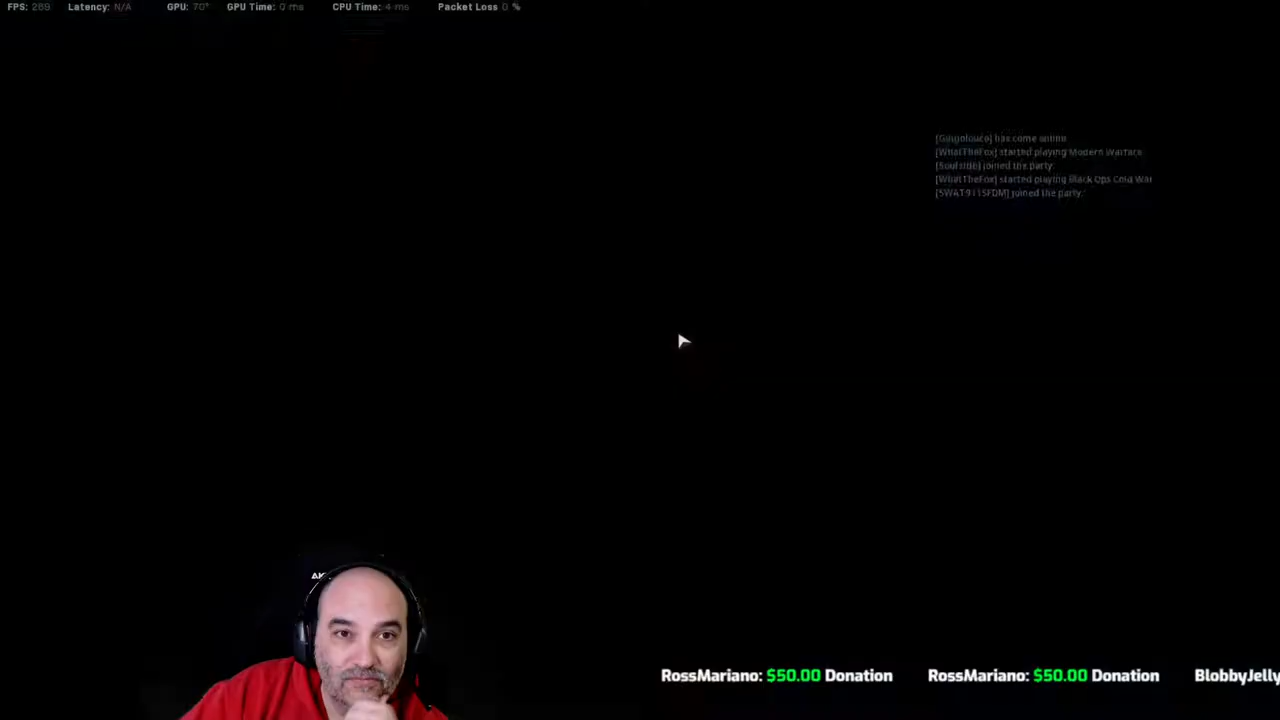 FPS: 289 Latency: N/A GPU: 70° GPU Time: 0 ms CPU Time: 4 ms Packet Loss 0 %
has come online
[WhatTheFox] started playing Modern Warfare
joined the party.
[WhatTheFox] started playing Black Ops Cold War
[SWAT911SFDM] joined the party.
RossMariano: $50.00 Donation RossMariano: $50.00 Donation BlobbyJelly